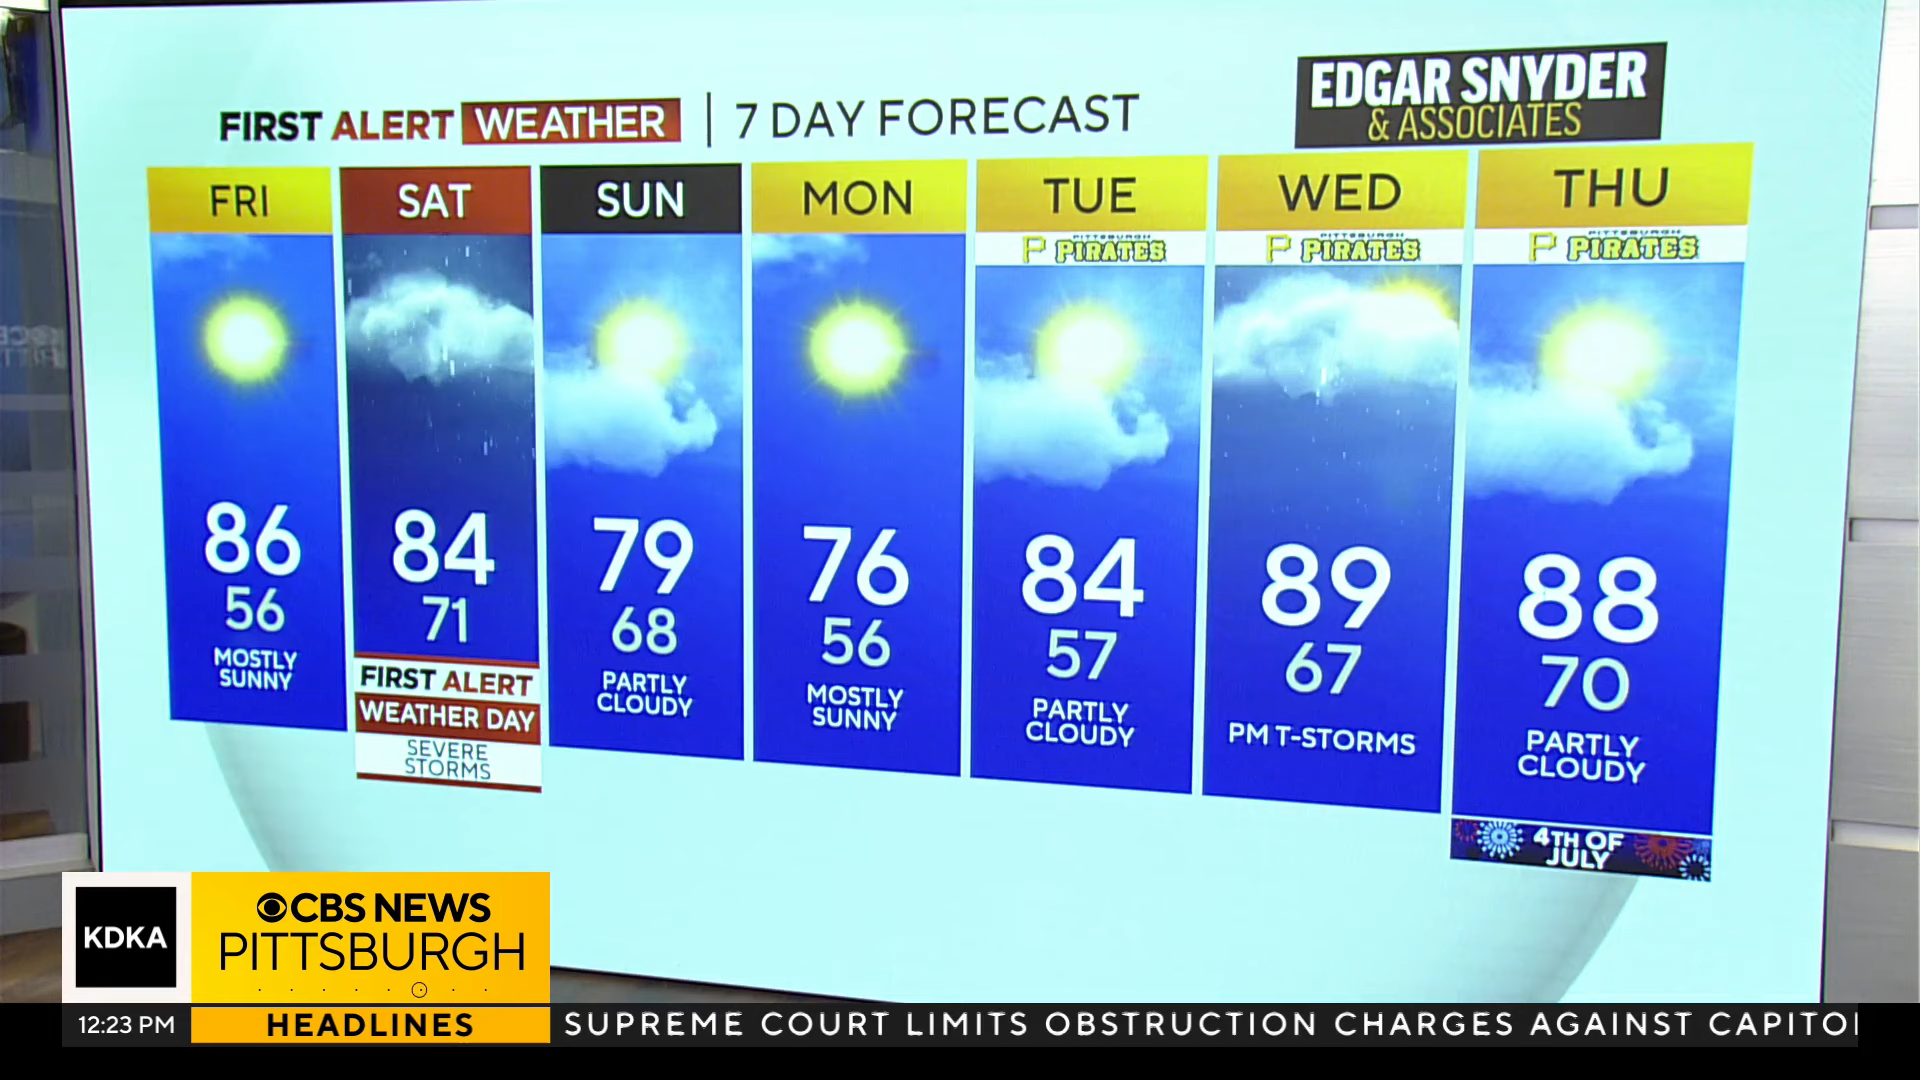 EDGAR SNYDER
& ASSOCIATES
FIRST ALERT WEATHER | 7 DAY FORECAST
FRI
86
56
MOSTLY
SUNNY
SAT
84
71
FIRST ALERT
WEATHER DAY
SEVERE
STORMS
SUN
79
68
PARTLY
CLOUDY
MON
76
56
MOSTLY
SUNNY
TUE
PITTSBURGH
P PIRATES
84
57
PARTLY
CLOUDY
WED
PITTSBURGH
P PIRATES
89
67
PM T-STORMS
THU
PITTSBURGH
P PIRATES
88
70
PARTLY
CLOUDY
4TH OF
JULY
KDKA
CBS NEWS
PITTSBURGH
12:23 PM
HEADLINES
SUPREME COURT LIMITS OBSTRUCTION CHARGES AGAINST CAPITO